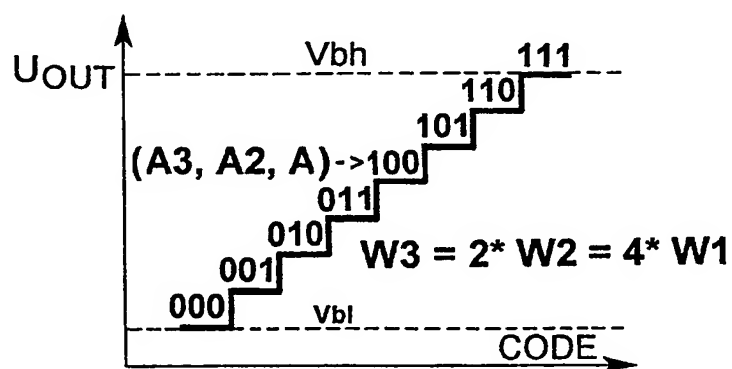 Vbh
111
UOUT
110
101
(A3, A2, A)->100
011
010
W3 = 2* W2 = 4* W1
001
000
Vbl
CODE